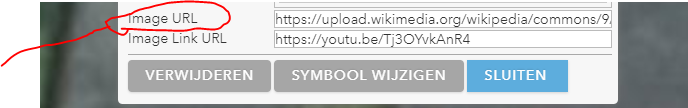 Image URL https://upload.wikimedia.org/wikipedia/commons/9/
Image Link URL https://youtu.be/Tj3OYvkAnR4
VERWIJDEREN SYMBOOL WIJZIGEN SLUITEN